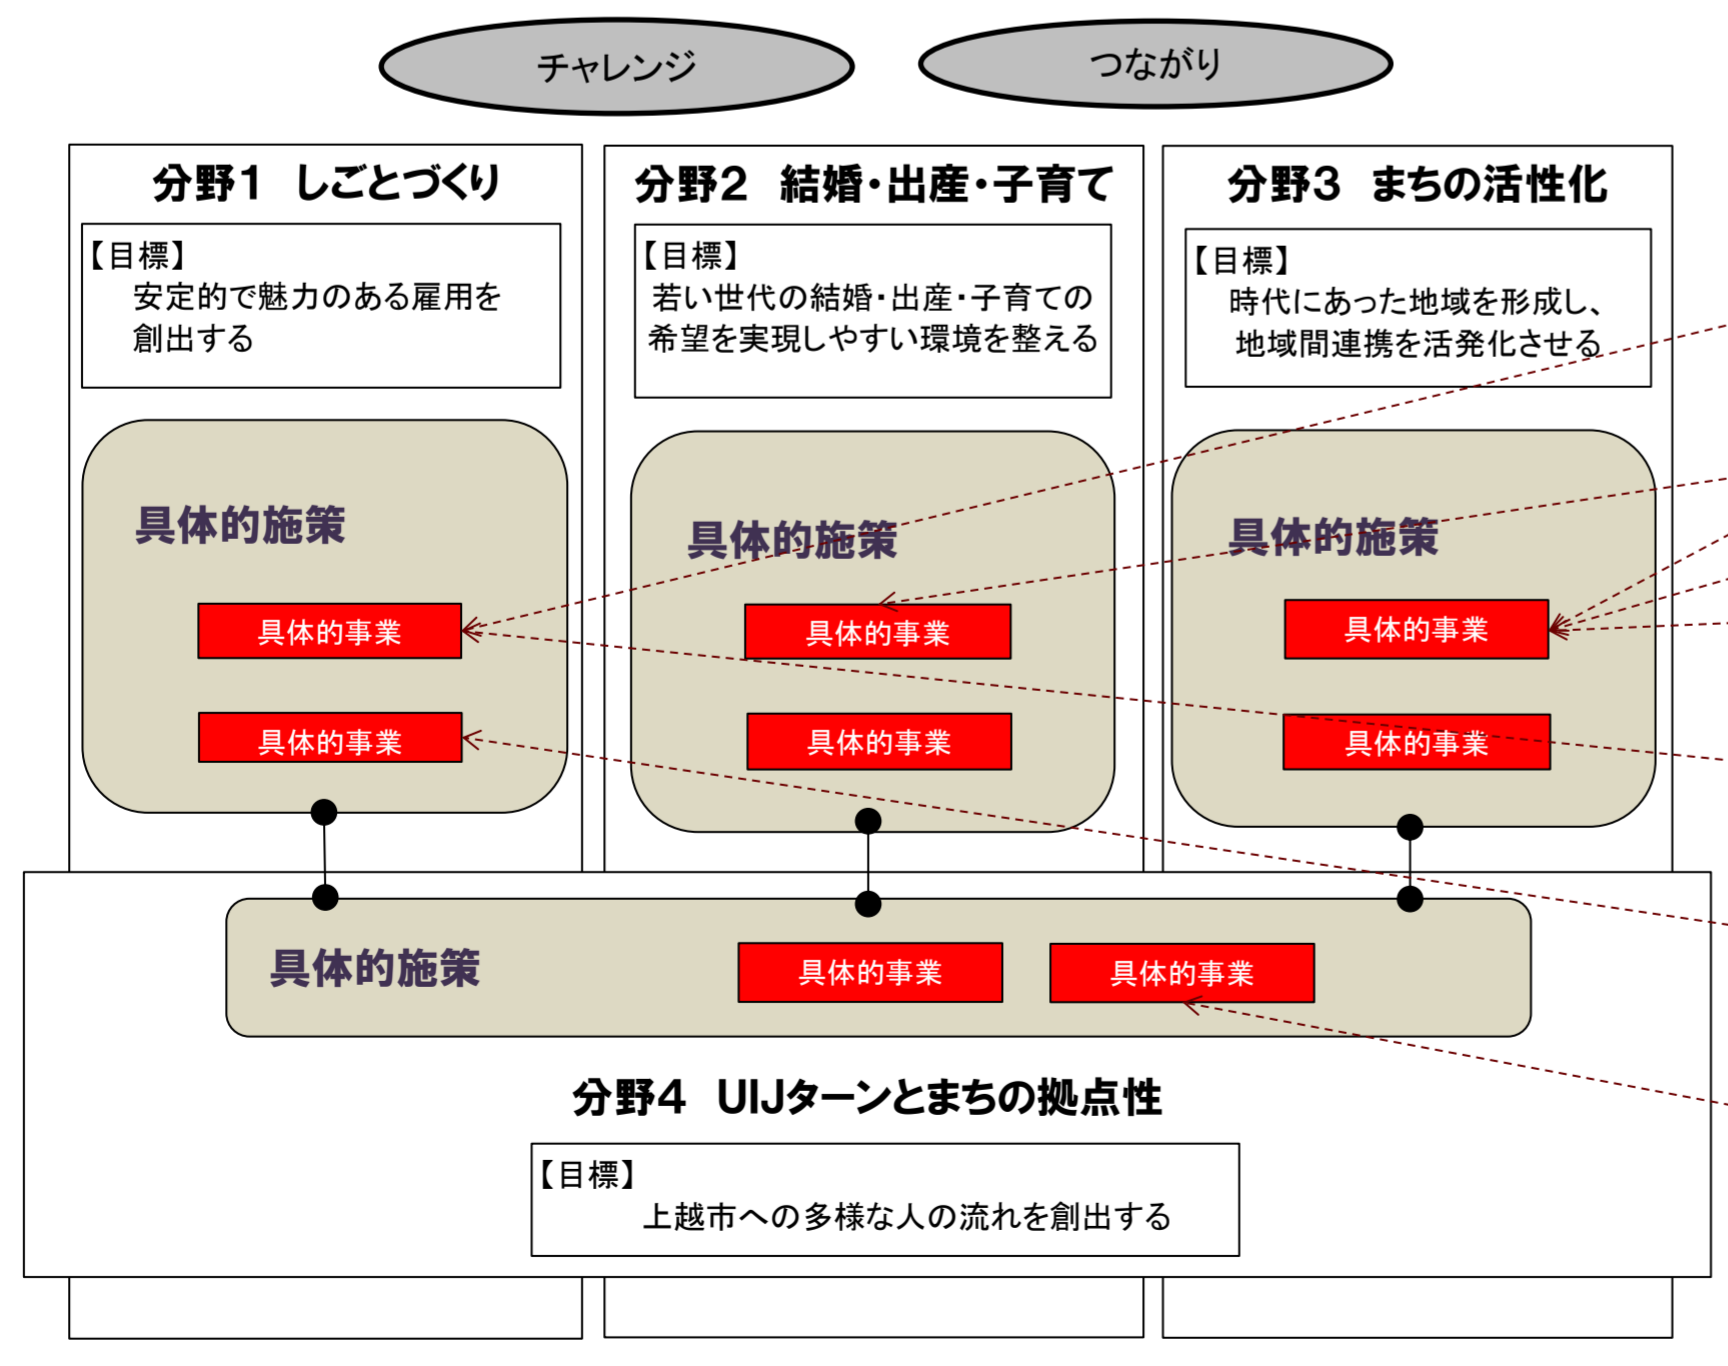 チャレンジ
つながり
分野1　しごとづくり
【目標】
安定的で魅力のある雇用を
創出する
具体的施策
具体的事業
具体的事業
分野2　結婚・出産・子育て
【目標】
若い世代の結婚・出産・子育ての
希望を実現しやすい環境を整える
具体的施策
具体的事業
具体的事業
分野3　まちの活性化
【目標】
時代にあった地域を形成し、
地域間連携を活発化させる
具体的施策
具体的事業
具体的事業
具体的施策
具体的事業
具体的事業
分野4　UIJターンとまちの拠点性
【目標】
上越市への多様な人の流れを創出する